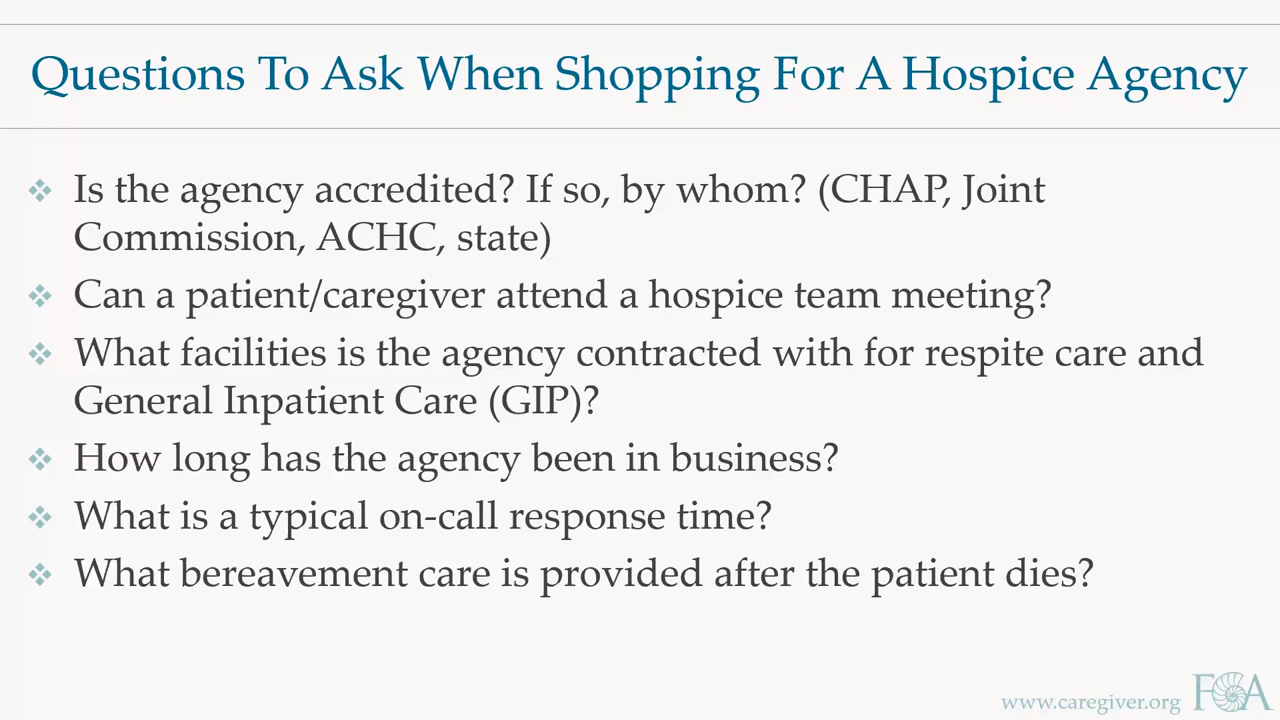 Questions To Ask When Shopping For A Hospice Agency
Is the agency accredited? If so, by whom? (CHAP, Joint
Commission, ACHC, state)
Can a patient/caregiver attend a hospice team meeting?
What facilities is the agency contracted with for respite care and
General Inpatient Care (GIP)?
How long has the agency been in business?
What is a typical on-call response time?
What bereavement care is provided after the patient dies?
www.caregiver.org FCA